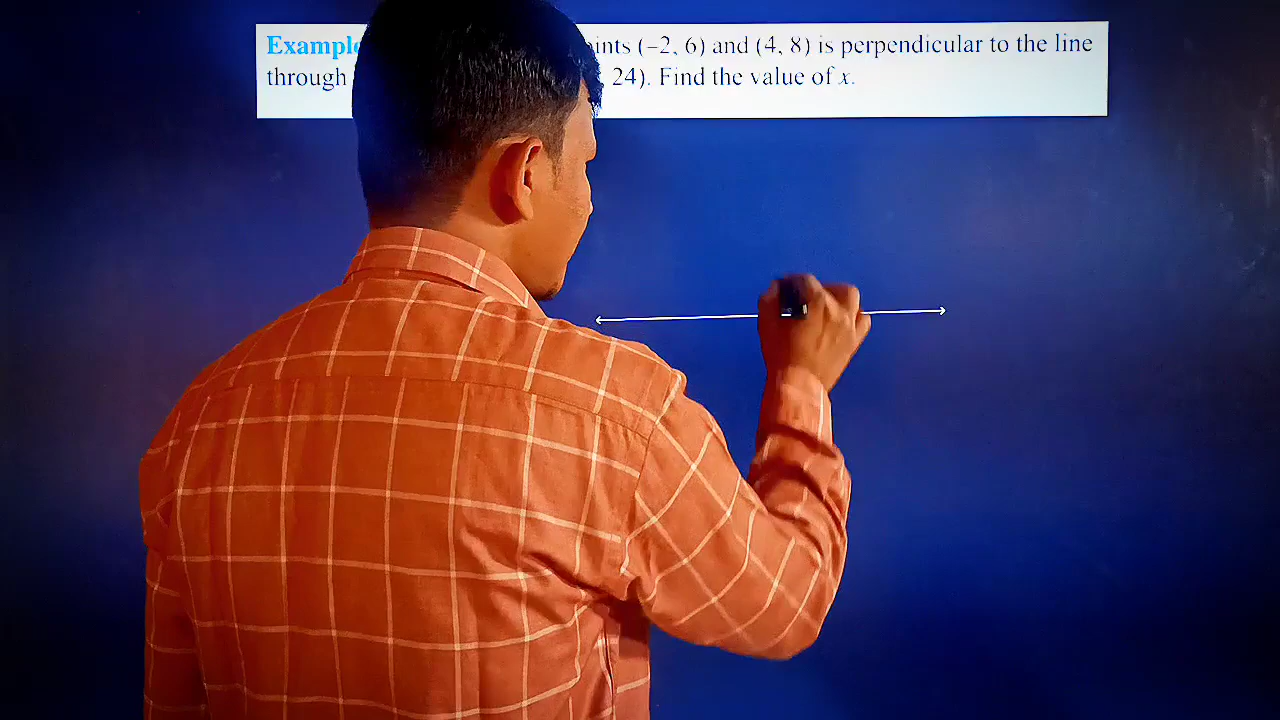 Example ints (−2, 6) and (4, 8) is perpendicular to the line
through , 24). Find the value of x.